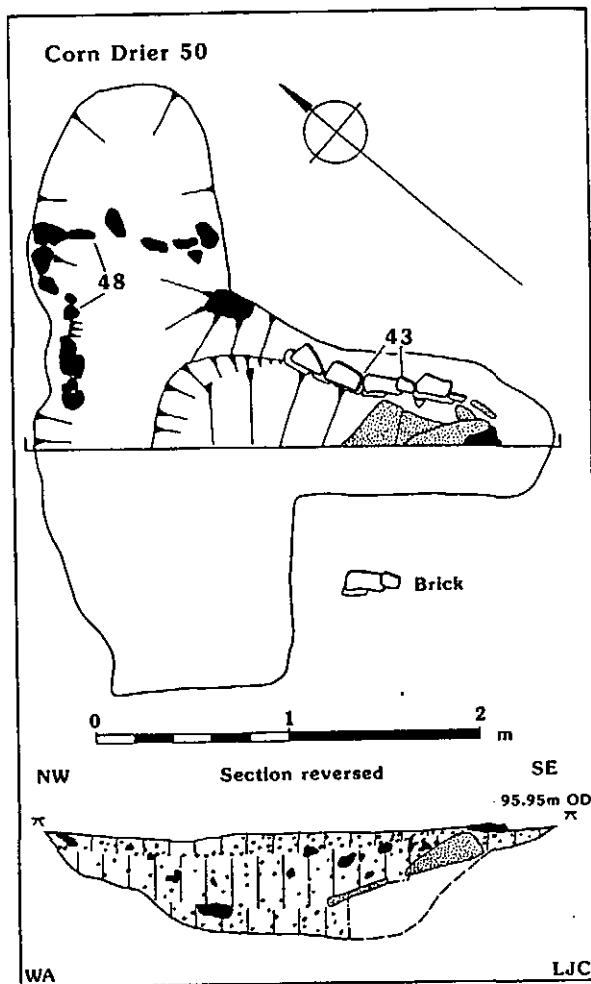 Corn Drier 50
48
43
Brick
0 1 2
m
NW Section reversed SE
95.95m OD
WA LJC